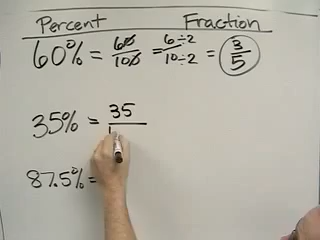 Percent Fraction
60% = 60/100 = 6÷2/10÷2 = 3/5
35% = 35
87.5% =